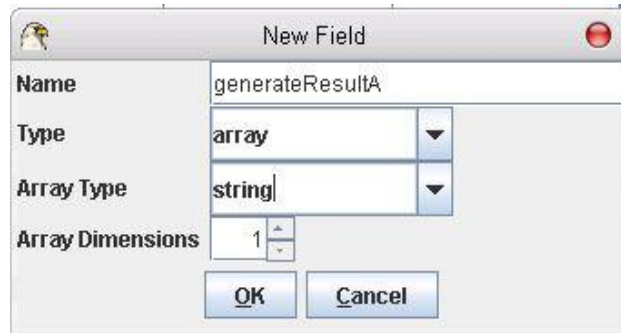 New Field
Name generateResultA
Type array
Array Type string
Array Dimensions 1
OK Cancel